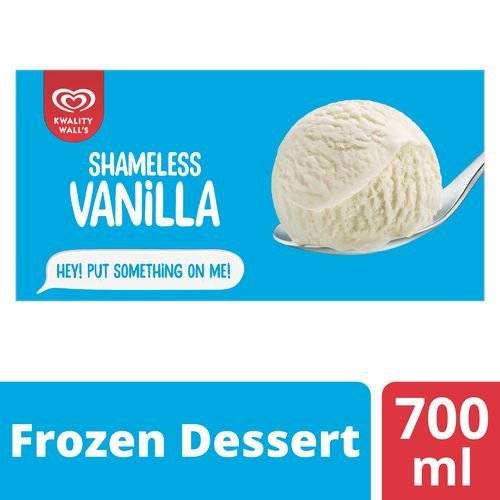 KWALITY
WALL'S
SHAMELESS
VANiLLA
HEY! PUT SOMETHiNG ON ME!
Frozen Dessert
700
ml